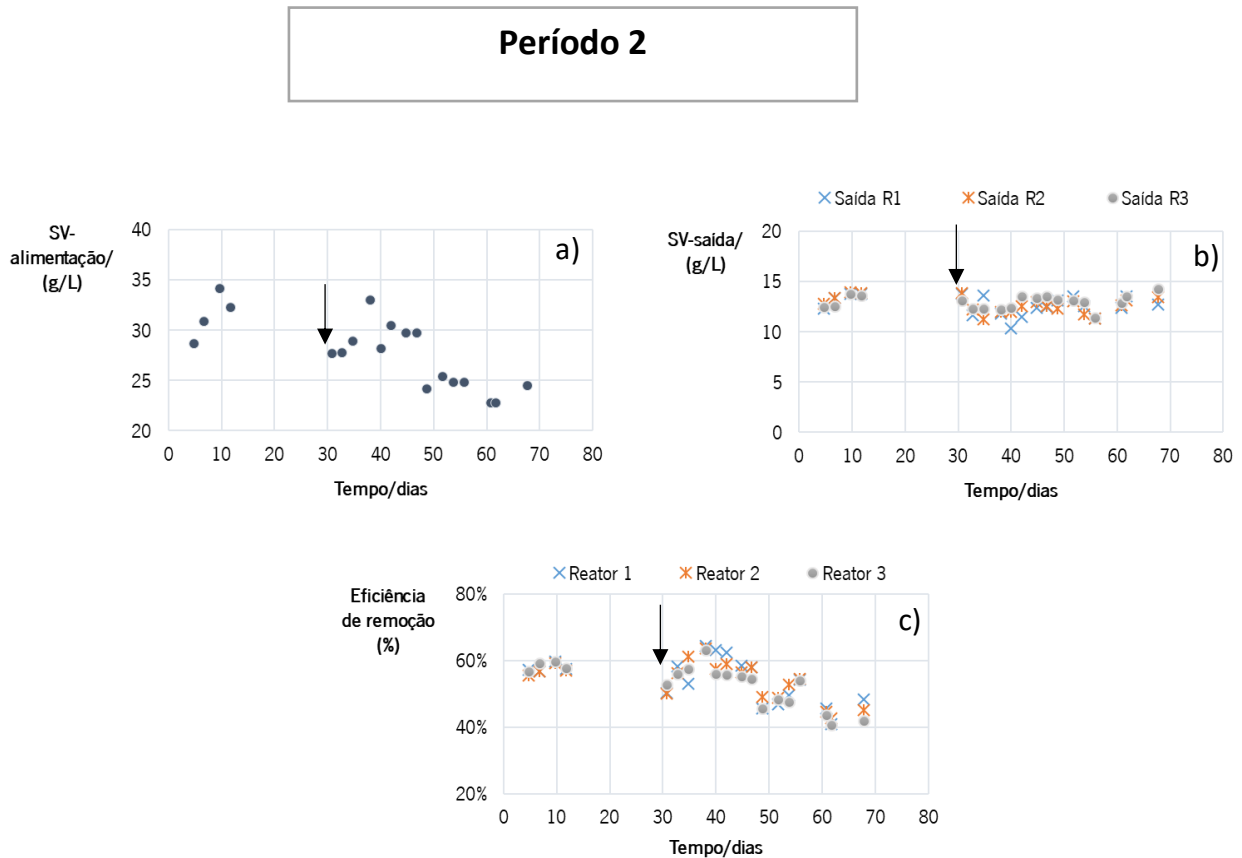 Período 2
SV-
alimentação/
(g/L)
a)
40
35
30
25
20
0 10 20 30 40 50 60 70 80
Tempo/dias
Saída R1 Saída R2 Saída R3
SV-saída/
(g/L)
b)
20
15
10
5
0
0 10 20 30 40 50 60 70 80
Tempo/dias
Reator 1 Reator 2 Reator 3
Eficiência
de remoção
(%)
c)
80%
60%
40%
20%
0 10 20 30 40 50 60 70 80
Tempo/dias